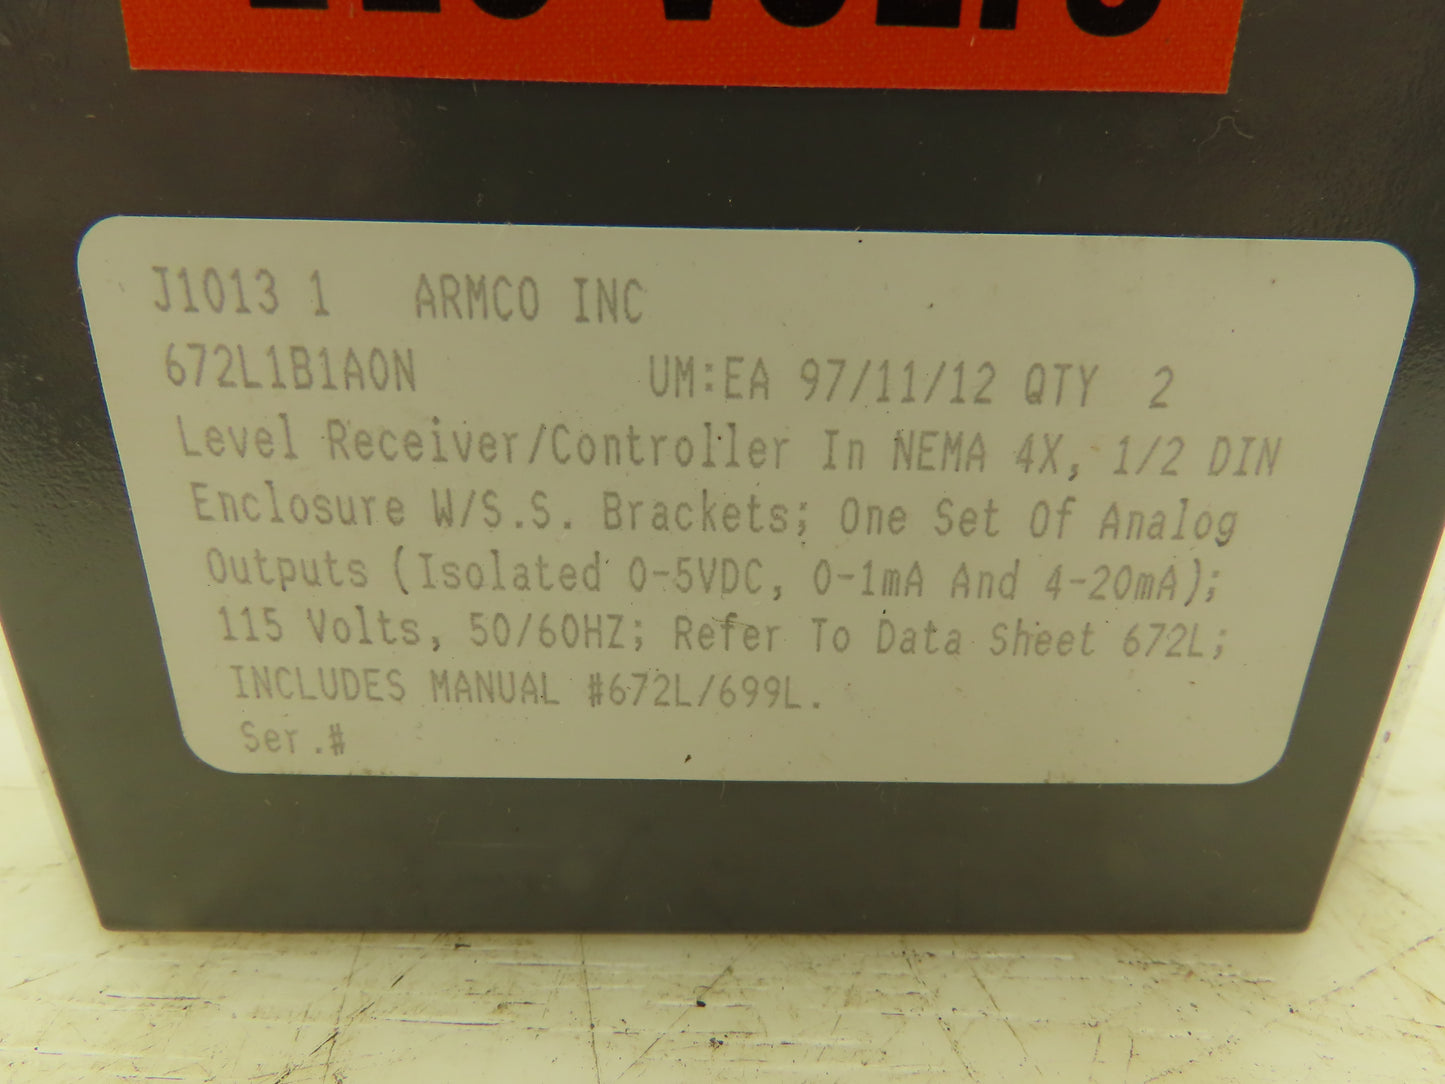 VOLTS
J1013 1 ARMCO INC
672L1B1A0N UM:EA 97/11/12 QTY 2
Level Receiver/Controller In NEMA 4X, 1/2 DIN
Enclosure W/S.S. Brackets; One Set Of Analog
Outputs (Isolated 0-5VDC, 0-1mA And 4-20mA);
115 Volts, 50/60HZ; Refer To Data Sheet 672L;
INCLUDES MANUAL #672L/699L.
Ser.#